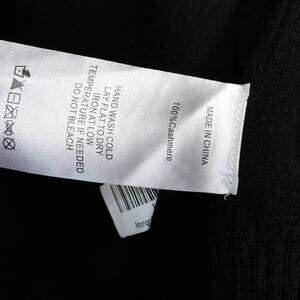 MADE IN CHINA
100%Cashmere
HAND WASH COLD
LAY FLAT TO DRY
IRON AT LOW
TEMPERATURE IF NEEDED
DO NOT BLEACH